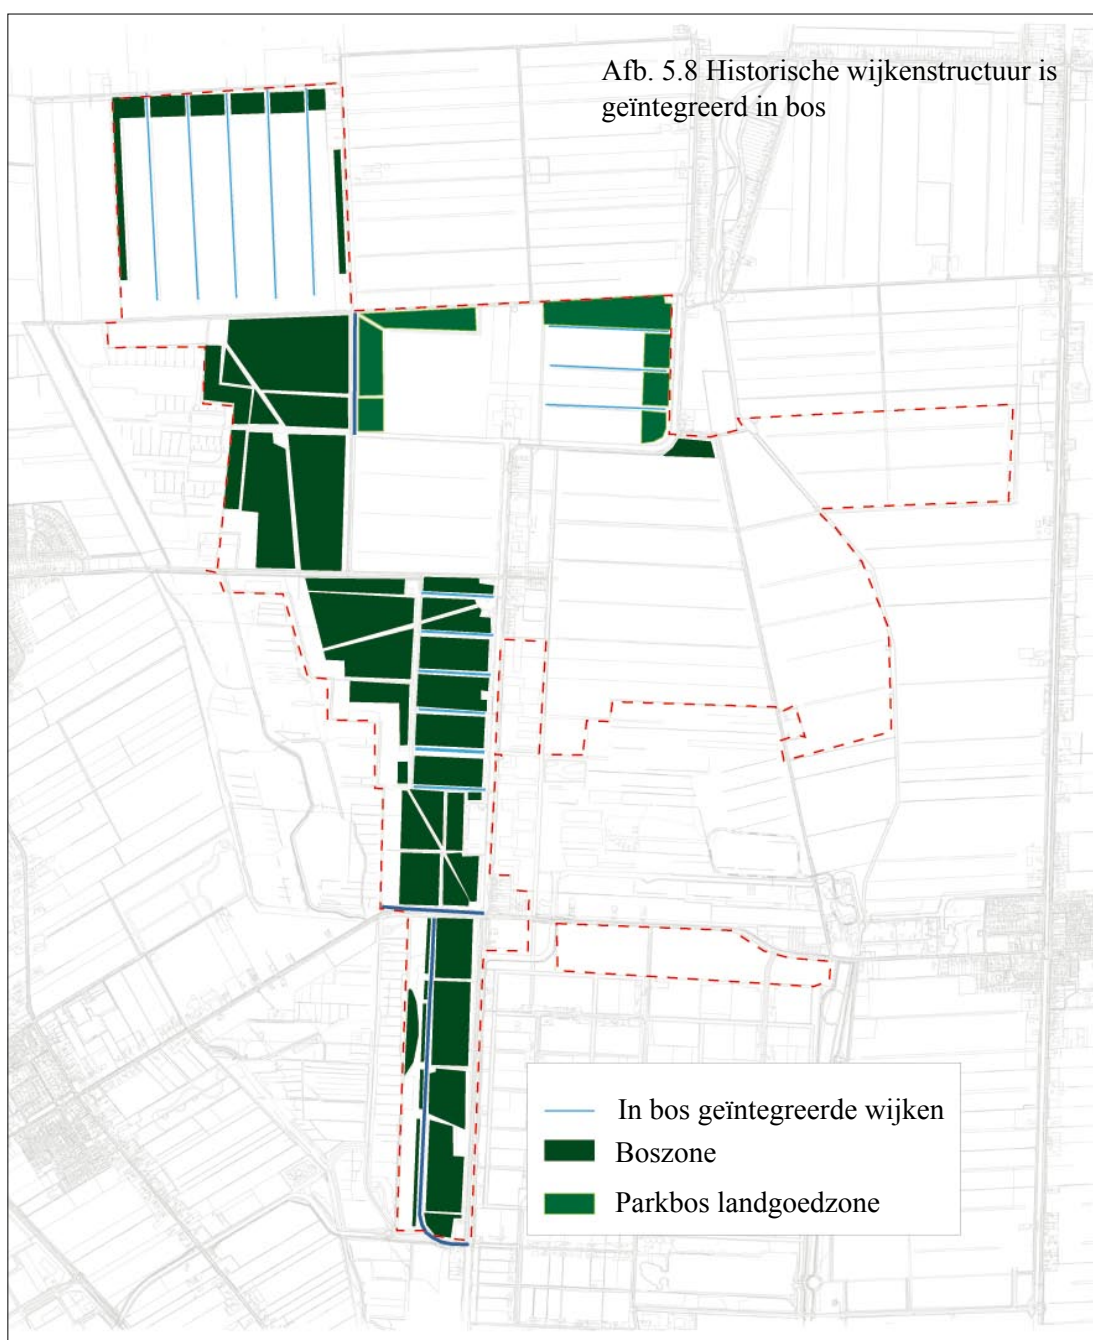 Afb. 5.8 Historische wijkenstructuur is
geïntegreerd in bos
In bos geïntegreerde wijken
Boszone
Parkbos landgoedzone